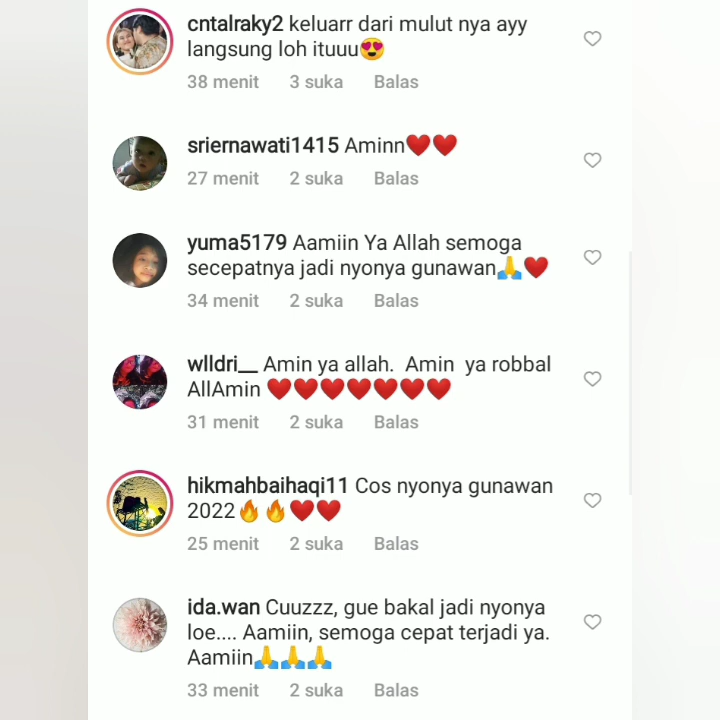 cntalraky2 keluarr dari mulut nya ayy
langsung loh ituuu😍
38 menit 3 suka Balas
sriernawati1415 Aminn❤️❤️
27 menit 2 suka Balas
yuma5179 Aamiin Ya Allah semoga
secepatnya jadi nyonya gunawan🙏❤️
34 menit 2 suka Balas
wlldri__ Amin ya allah. Amin ya robbal
AllAmin ❤️❤️❤️❤️❤️❤️❤️
31 menit 2 suka Balas
hikmahbaihaqi11 Cos nyonya gunawan
2022🔥🔥❤️❤️
25 menit 2 suka Balas
ida.wan Cuuzzz, gue bakal jadi nyonya
loe.... Aamiin, semoga cepat terjadi ya.
Aamiin🙏🙏🙏
33 menit 2 suka Balas